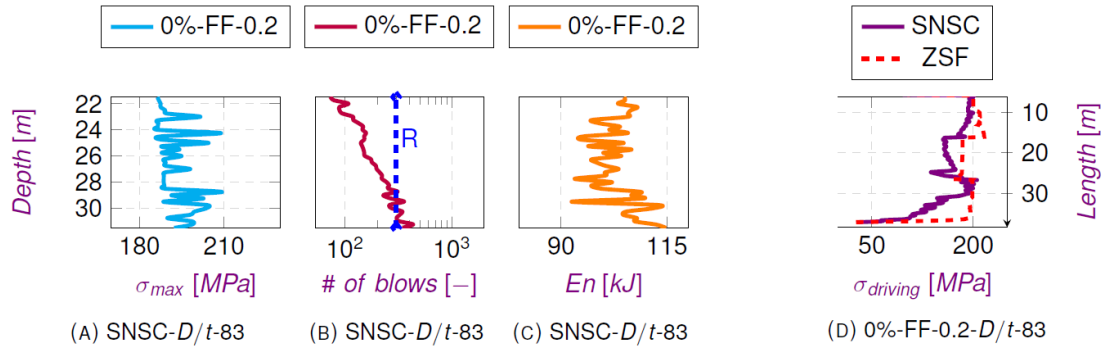 0%-FF-0.2
0%-FF-0.2
0%-FF-0.2
SNSC
ZSF
Depth [m]
22
24
26
28
30
180
210
σmax [MPa]
R
10²
10³
# of blows [−]
90
115
En [kJ]
10
20
30
Length [m]
50
200
σdriving [MPa]
(A) SNSC-D/t-83
(B) SNSC-D/t-83
(C) SNSC-D/t-83
(D) 0%-FF-0.2-D/t-83